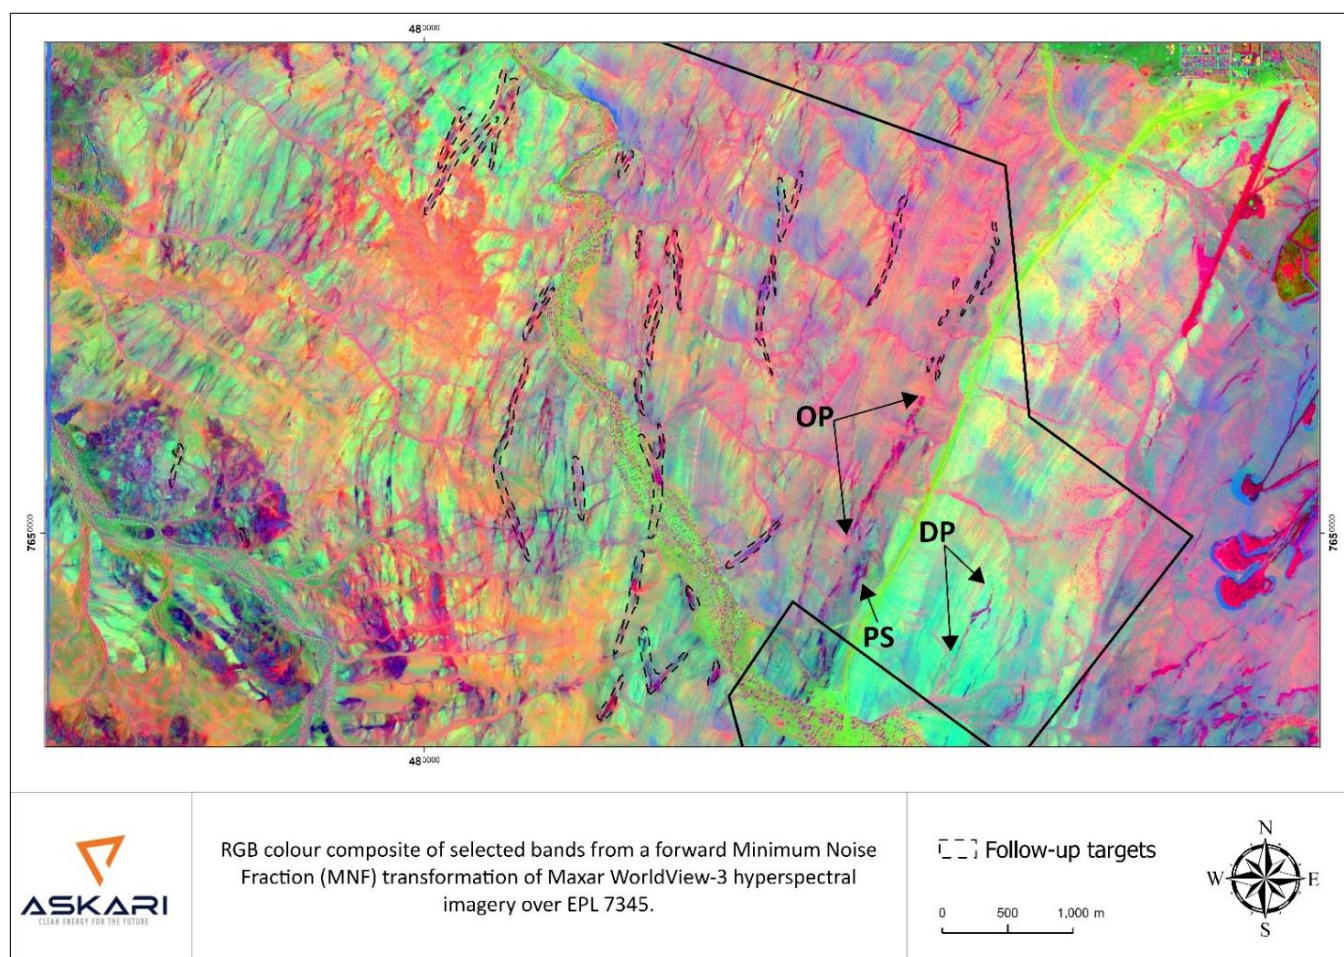 480000
OP
DP
PS
7650000
7650000
480000
ASKARI
CLEAN ENERGY FOR THE FUTURE
RGB colour composite of selected bands from a forward Minimum Noise
Fraction (MNF) transformation of Maxar WorldView-3 hyperspectral
imagery over EPL 7345.
Follow-up targets
0 500 1,000 m
N
W E
S